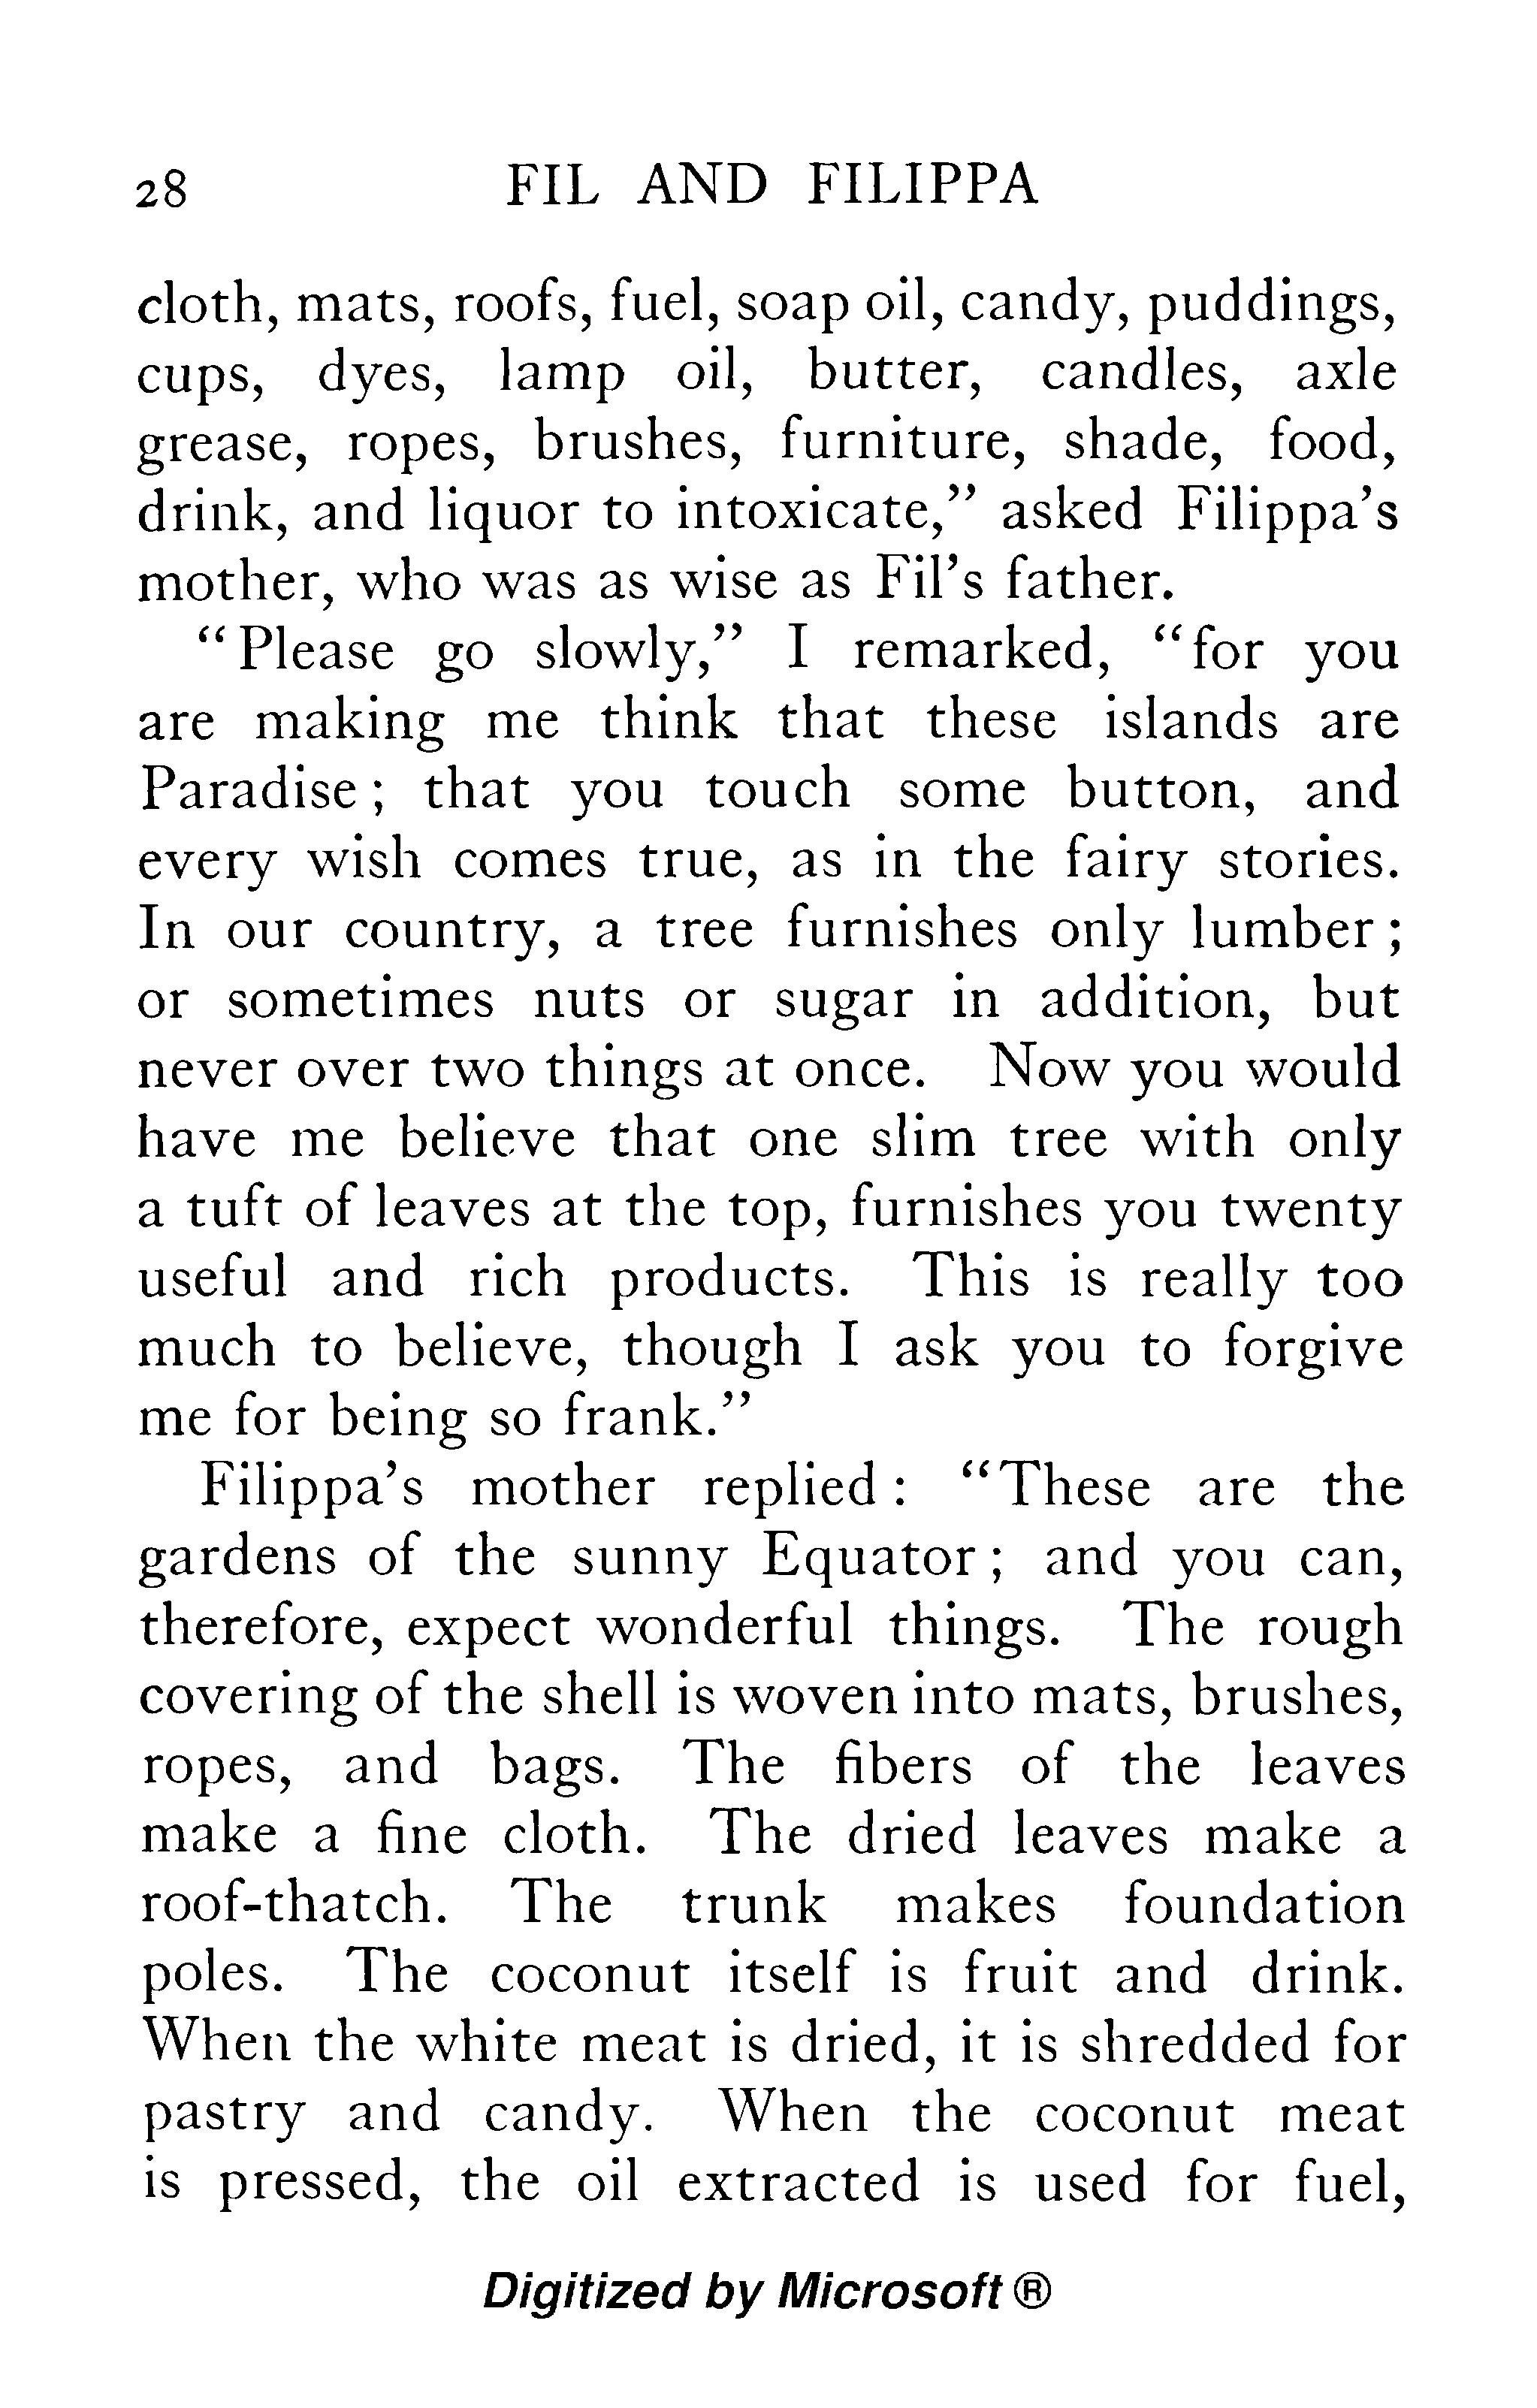 28 FIL AND FILIPPA
cloth, mats, roofs, fuel, soap oil, candy, puddings,
cups, dyes, lamp oil, butter, candles, axle
grease, ropes, brushes, furniture, shade, food,
drink, and liquor to intoxicate,” asked Filippa’s
mother, who was as wise as Fil’s father.
“Please go slowly,” I remarked, “for you
are making me think that these islands are
Paradise; that you touch some button, and
every wish comes true, as in the fairy stories.
In our country, a tree furnishes only lumber;
or sometimes nuts or sugar in addition, but
never over two things at once. Now you would
have me believe that one slim tree with only
a tuft of leaves at the top, furnishes you twenty
useful and rich products. This is really too
much to believe, though I ask you to forgive
me for being so frank.”
Filippa’s mother replied: “These are the
gardens of the sunny Equator; and you can,
therefore, expect wonderful things. The rough
covering of the shell is woven into mats, brushes,
ropes, and bags. The fibers of the leaves
make a fine cloth. The dried leaves make a
roof-thatch. The trunk makes foundation
poles. The coconut itself is fruit and drink.
When the white meat is dried, it is shredded for
pastry and candy. When the coconut meat
is pressed, the oil extracted is used for fuel,
Digitized by Microsoft ®